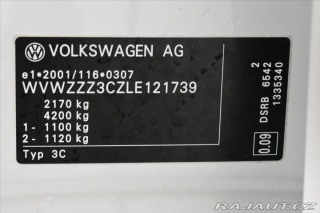 VOLKSWAGEN AG
e1*2001/116*0307
WVWZZZ3CZLE121739
2170 kg
4200 kg
1- 1100 kg
2- 1120 kg
Typ 3C
2
DSRB 6542
1335340
0.09
RAJAUT.CZ